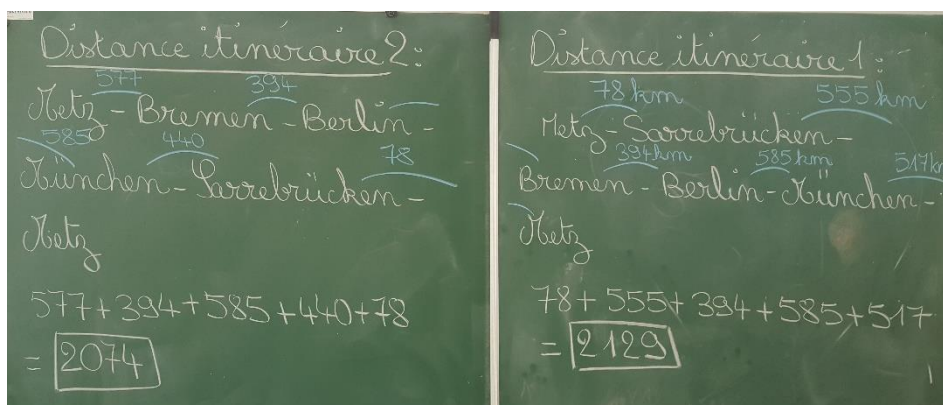 Distance itinéraire 2:
577 394
Metz - Bremen - Berlin -
585 440 78
München - Sarrebrücken -
Metz
577+394+585+440+78
= 2074
Distance itinéraire 1:
78 km 555 km
Metz - Sarrebrücken -
394 km 585 km 517 k
Bremen - Berlin - München -
Metz
78+555+394+585+517
= 2129